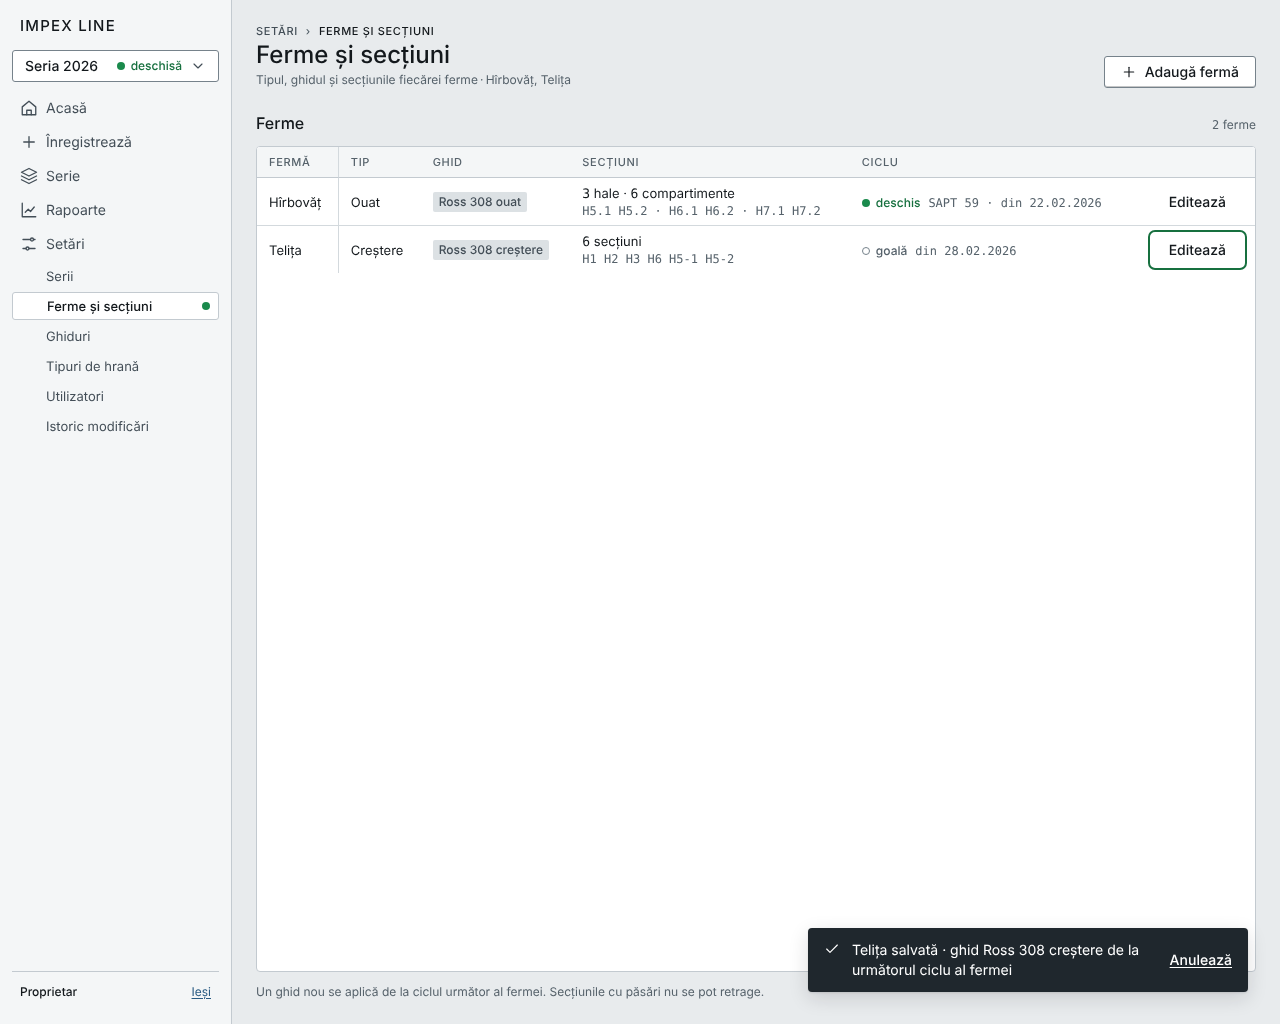 IMPEX LINE
Seria 2026 deschisă
Acasă
Înregistrează
Serie
Rapoarte
Setări
Serii
Ferme și secțiuni
Ghiduri
Tipuri de hrană
Utilizatori
Istoric modificări
Proprietar Ieși
SETĂRI › FERME ȘI SECȚIUNI
Ferme și secțiuni
Tipul, ghidul și secțiunile fiecărei ferme · Hîrbovăț, Telița
+ Adaugă fermă
Ferme 2 ferme
FERMĂ TIP GHID SECȚIUNI CICLU
Hîrbovăț Ouat Ross 308 ouat 3 hale · 6 compartimente deschis SAPT 59 · din 22.02.2026 Editează
H5.1 H5.2 · H6.1 H6.2 · H7.1 H7.2
Telița Creștere Ross 308 creștere 6 secțiuni goală din 28.02.2026 Editează
H1 H2 H3 H6 H5-1 H5-2
Telița salvată · ghid Ross 308 creștere de la
următorul ciclu al fermei
Anulează
Un ghid nou se aplică de la ciclul următor al fermei. Secțiunile cu păsări nu se pot retrage.